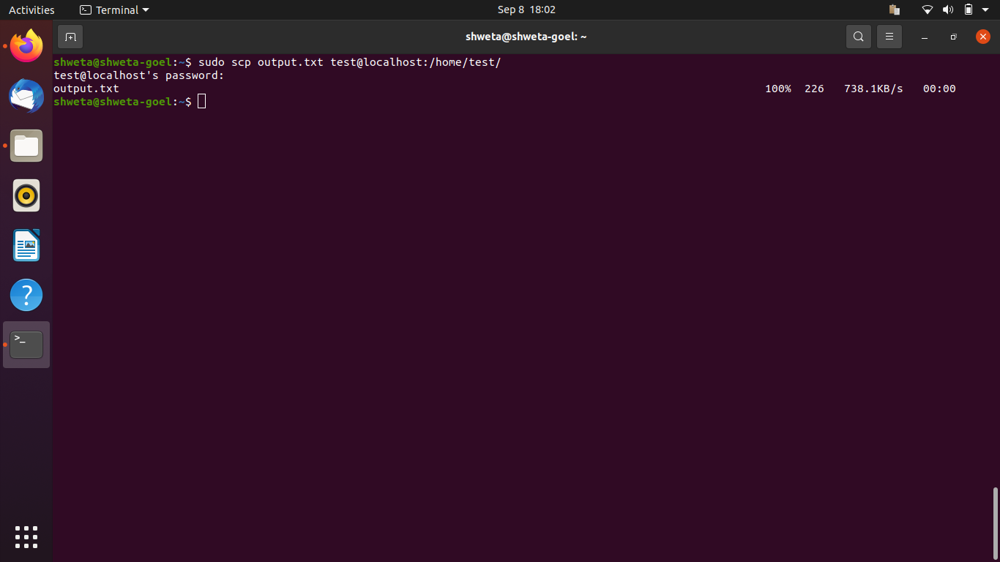 Activities Terminal Sep 8 18:02
shweta@shweta-goel: ~
shweta@shweta-goel:~$ sudo scp output.txt test@localhost:/home/test/
test@localhost's password:
output.txt 100% 226 738.1KB/s 00:00
shweta@shweta-goel:~$
?
>_